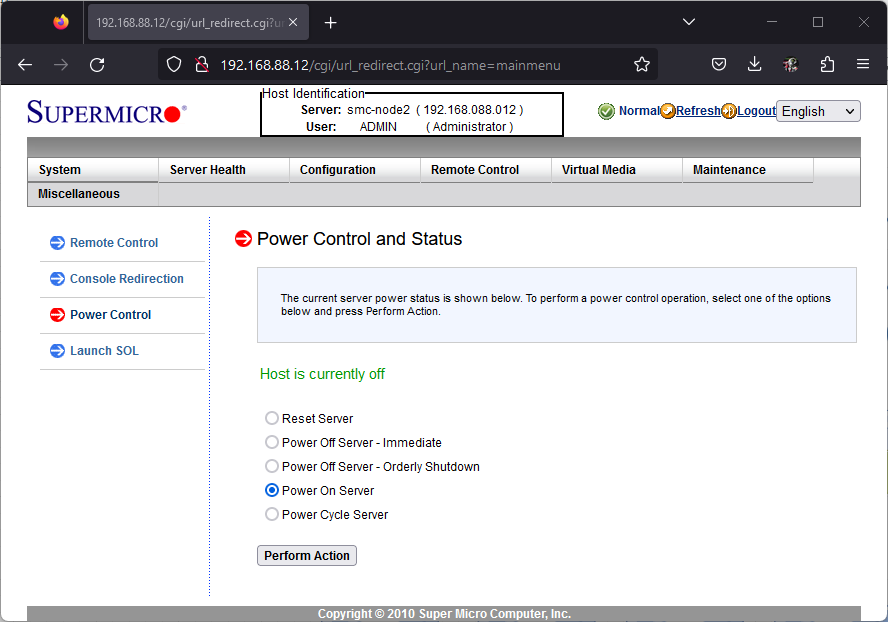 192.168.88.12/cgi/url_redirect.cgi?u
192.168.88.12/cgi/url_redirect.cgi?url_name=mainmenu
SUPERMICRO®
Host Identification
Server: smc-node2 ( 192.168.088.012 )
User: ADMIN ( Administrator )
Normal Refresh Logout English
System Server Health Configuration Remote Control Virtual Media Maintenance
Miscellaneous
Remote Control
Console Redirection
Power Control
Launch SOL
Power Control and Status
The current server power status is shown below. To perform a power control operation, select one of the options
below and press Perform Action.
Host is currently off
Reset Server
Power Off Server - Immediate
Power Off Server - Orderly Shutdown
Power On Server
Power Cycle Server
Perform Action
Copyright © 2010 Super Micro Computer, Inc.